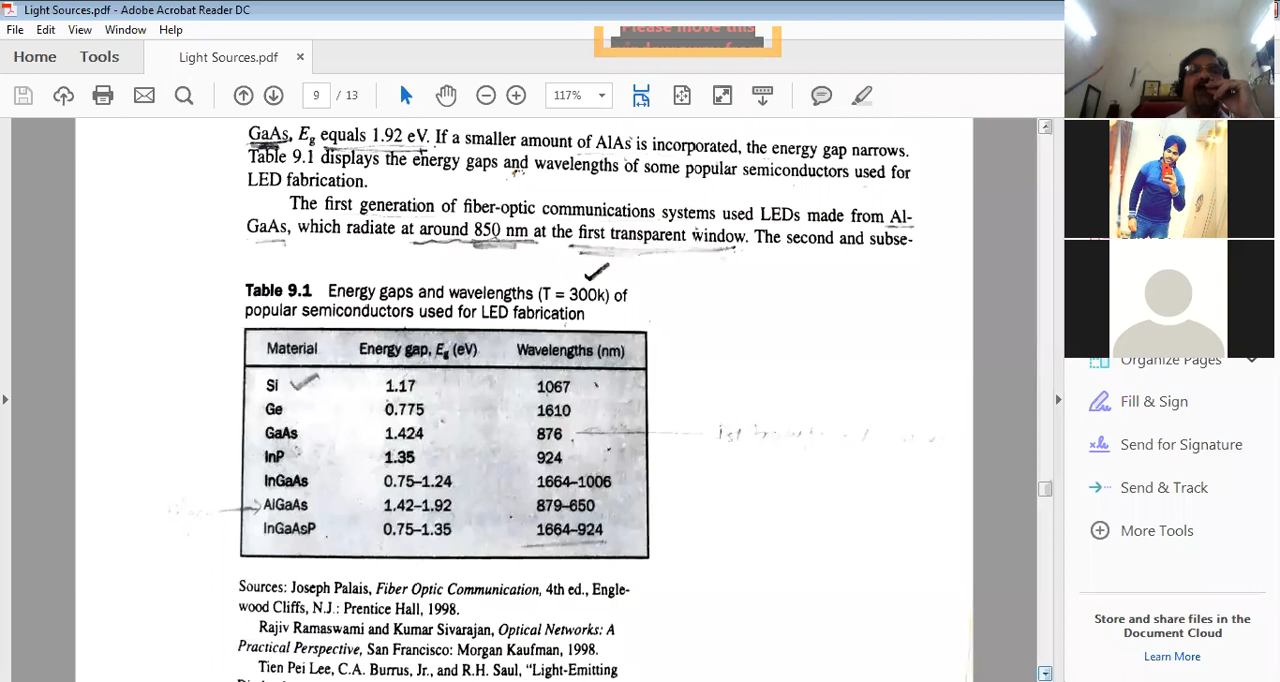 Light Sources.pdf - Adobe Acrobat Reader DC
File Edit View Window Help
Please move this
Home Tools Light Sources.pdf ×
9 / 13 117%
GaAs, Eg equals 1.92 eV. If a smaller amount of AlAs is incorporated, the energy gap narrows.
Table 9.1 displays the energy gaps and wavelengths of some popular semiconductors used for
LED fabrication.
The first generation of fiber-optic communications systems used LEDs made from Al-
GaAs, which radiate at around 850 nm at the first transparent window. The second and subse-
Table 9.1 Energy gaps and wavelengths (T = 300k) of
popular semiconductors used for LED fabrication
Material Energy gap, Eg (eV) Wavelengths (nm)
Si 1.17 1067
Ge 0.775 1610
GaAs 1.424 876
InP 1.35 924
InGaAs 0.75–1.24 1664–1006
AlGaAs 1.42–1.92 879–650
InGaAsP 0.75–1.35 1664–924
Sources: Joseph Palais, Fiber Optic Communication, 4th ed., Engle-
wood Cliffs, N.J.: Prentice Hall, 1998.
Rajiv Ramaswami and Kumar Sivarajan, Optical Networks: A
Practical Perspective, San Francisco: Morgan Kaufman, 1998.
Tien Pei Lee, C.A. Burrus, Jr., and R.H. Saul, "Light-Emitting
Organize Pages
Fill & Sign
Send for Signature
Send & Track
More Tools
Store and share files in the
Document Cloud
Learn More